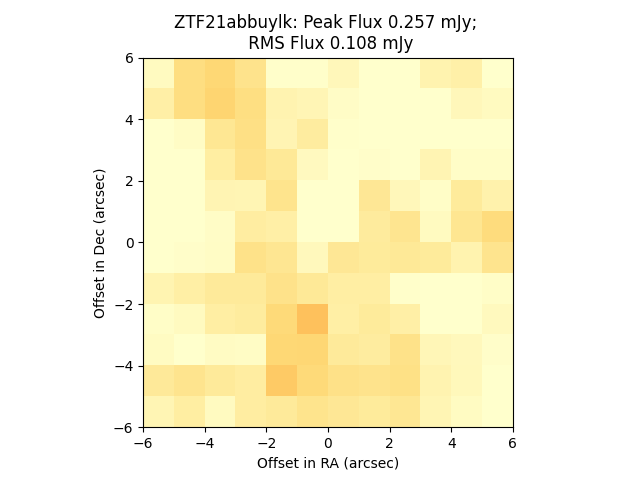 ZTF21abbuylk: Peak Flux 0.257 mJy;
RMS Flux 0.108 mJy
6
4
2
0
−2
−4
−6
Offset in Dec (arcsec)
−6 −4 −2 0 2 4 6
Offset in RA (arcsec)